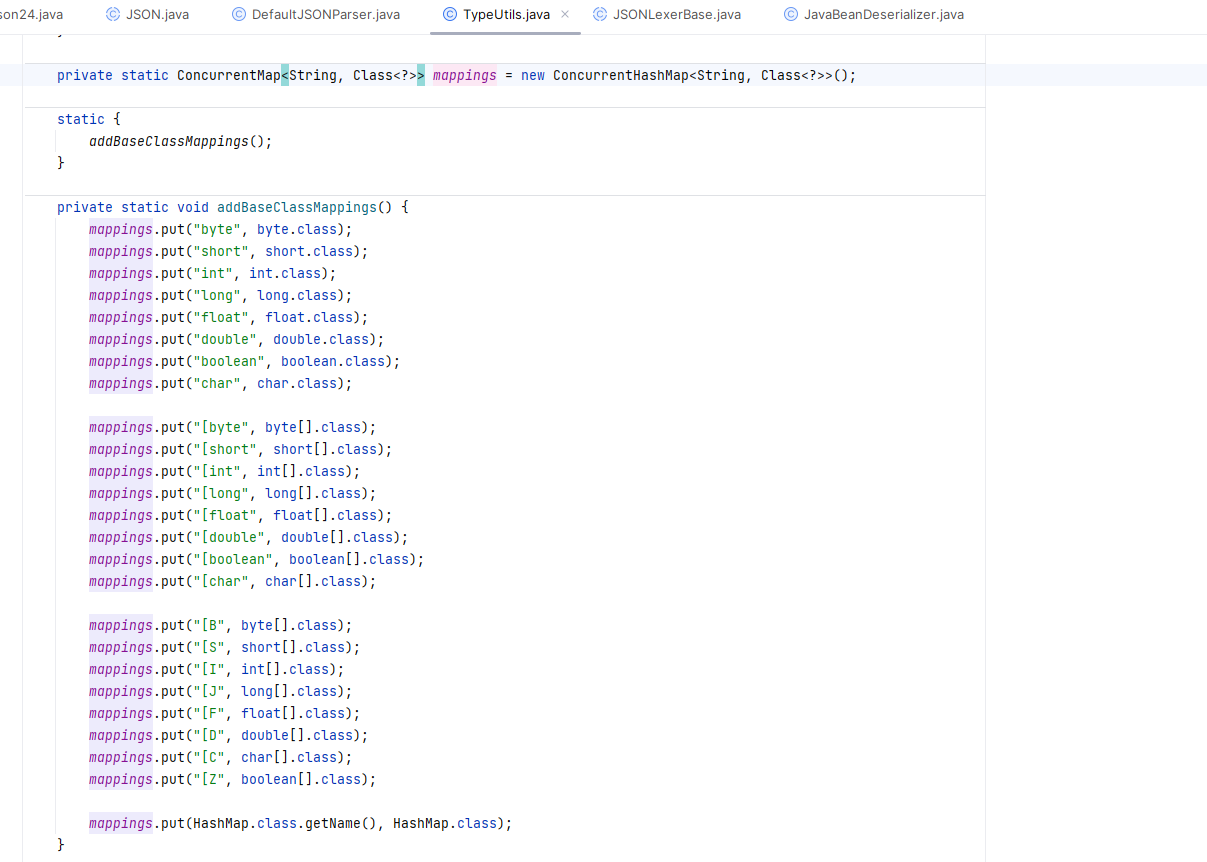 son24.java JSON.java DefaultJSONParser.java TypeUtils.java JSONLexerBase.java JavaBeanDeserializer.java
private static ConcurrentMap<String, Class<?>> mappings = new ConcurrentHashMap<String, Class<?>>();
static {
addBaseClassMappings();
}
private static void addBaseClassMappings() {
mappings.put("byte", byte.class);
mappings.put("short", short.class);
mappings.put("int", int.class);
mappings.put("long", long.class);
mappings.put("float", float.class);
mappings.put("double", double.class);
mappings.put("boolean", boolean.class);
mappings.put("char", char.class);
mappings.put("[byte", byte[].class);
mappings.put("[short", short[].class);
mappings.put("[int", int[].class);
mappings.put("[long", long[].class);
mappings.put("[float", float[].class);
mappings.put("[double", double[].class);
mappings.put("[boolean", boolean[].class);
mappings.put("[char", char[].class);
mappings.put("[B", byte[].class);
mappings.put("[S", short[].class);
mappings.put("[I", int[].class);
mappings.put("[J", long[].class);
mappings.put("[F", float[].class);
mappings.put("[D", double[].class);
mappings.put("[C", char[].class);
mappings.put("[Z", boolean[].class);
mappings.put(HashMap.class.getName(), HashMap.class);
}